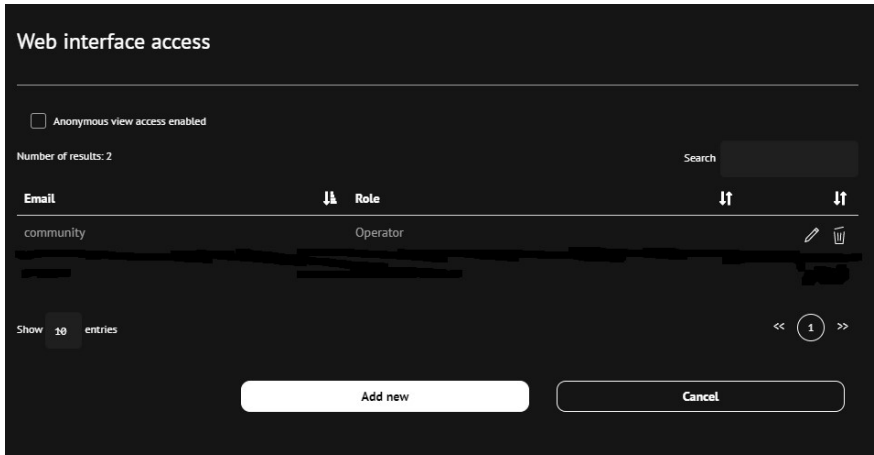 Web interface access
Anonymous view access enabled
Number of results: 2
Search
Email Role
community Operator
Show 10 entries
<< 1 >>
Add new Cancel